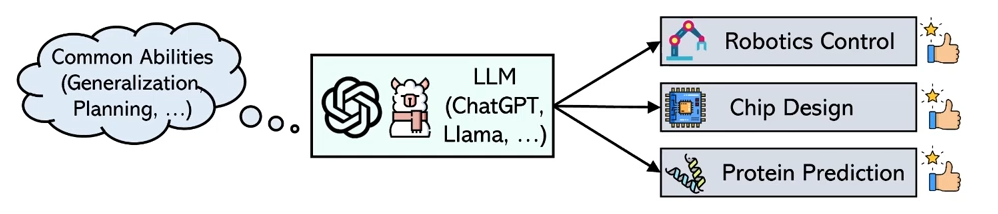 Common Abilities
(Generalization,
Planning, ...)
LLM
(ChatGPT,
Llama, ...)
Robotics Control
Chip Design
Protein Prediction